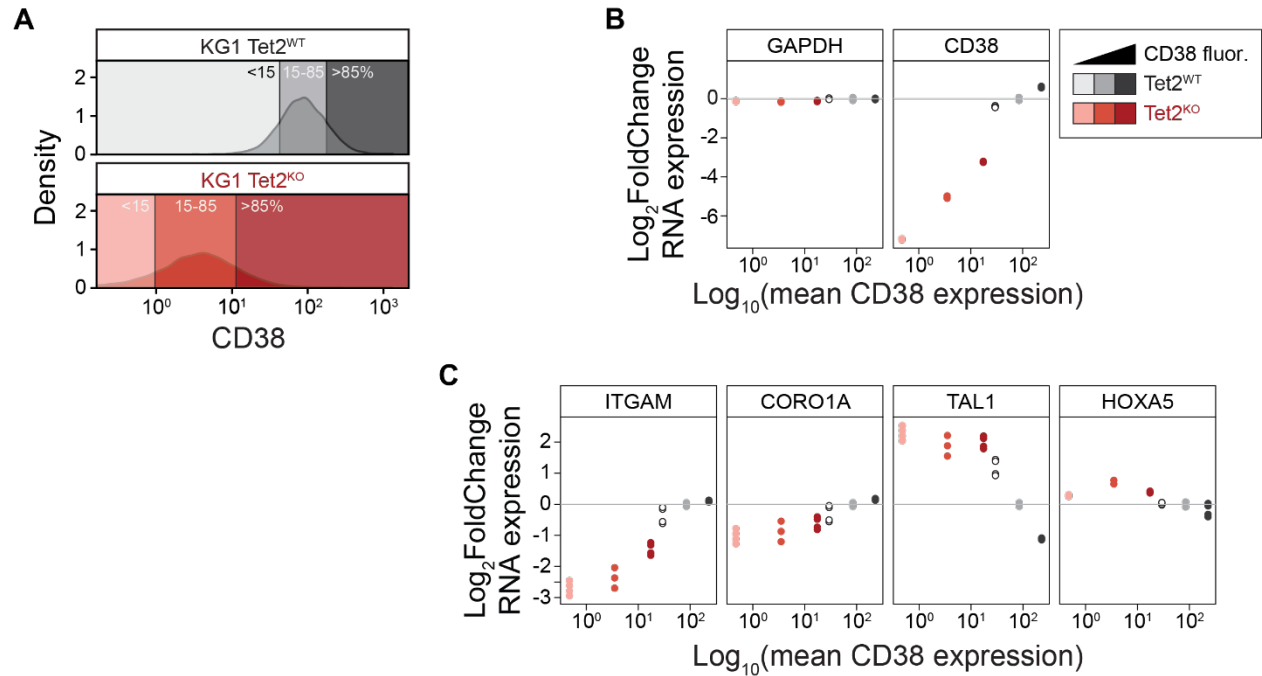 A
KG1 Tet2WT
<15 15-85 >85%
2
1
0
Density
KG1 Tet2KO
<15 15-85 >85%
2
1
0
10⁰ 10¹ 10² 10³
CD38
B
GAPDH CD38
0
-2
-4
-6
Log₂FoldChange
RNA expression
10⁰ 10¹ 10² 10⁰ 10¹ 10²
Log₁₀(mean CD38 expression)
CD38 fluor.
Tet2WT
Tet2KO
C
ITGAM CORO1A TAL1 HOXA5
2
1
0
-1
-2
-3
Log₂FoldChange
RNA expression
10⁰ 10¹ 10² 10⁰ 10¹ 10² 10⁰ 10¹ 10² 10⁰ 10¹ 10²
Log₁₀(mean CD38 expression)